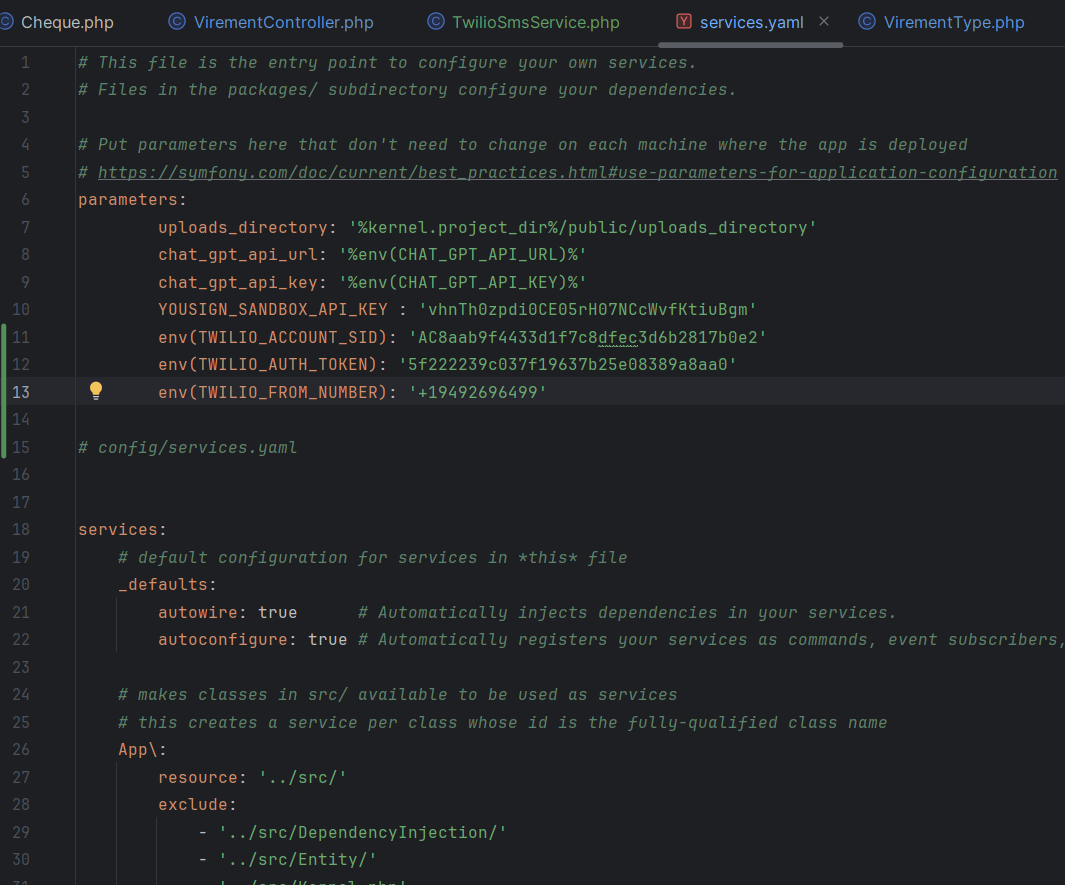 Cheque.php VirementController.php TwilioSmsService.php services.yaml VirementType.php
1 # This file is the entry point to configure your own services.
2 # Files in the packages/ subdirectory configure your dependencies.
3
4 # Put parameters here that don't need to change on each machine where the app is deployed
5 # https://symfony.com/doc/current/best_practices.html#use-parameters-for-application-configuration
6 parameters:
7 uploads_directory: '%kernel.project_dir%/public/uploads_directory'
8 chat_gpt_api_url: '%env(CHAT_GPT_API_URL)%'
9 chat_gpt_api_key: '%env(CHAT_GPT_API_KEY)%'
10 YOUSIGN_SANDBOX_API_KEY : 'vhnTh0zpdi0CE05rH07NCcWvfKtiuBgm'
11 env(TWILIO_ACCOUNT_SID): 'AC8aab9f4433d1f7c8dfec3d6b2817b0e2'
12 env(TWILIO_AUTH_TOKEN): '5f222239c037f19637b25e08389a8aa0'
13 env(TWILIO_FROM_NUMBER): '+19492696499'
14
15 # config/services.yaml
16
17
18 services:
19 # default configuration for services in *this* file
20 _defaults:
21 autowire: true # Automatically injects dependencies in your services.
22 autoconfigure: true # Automatically registers your services as commands, event subscribers,
23
24 # makes classes in src/ available to be used as services
25 # this creates a service per class whose id is the fully-qualified class name
26 App\:
27 resource: '../src/'
28 exclude:
29 - '../src/DependencyInjection/'
30 - '../src/Entity/'
31 - '../src/Kernel.php'